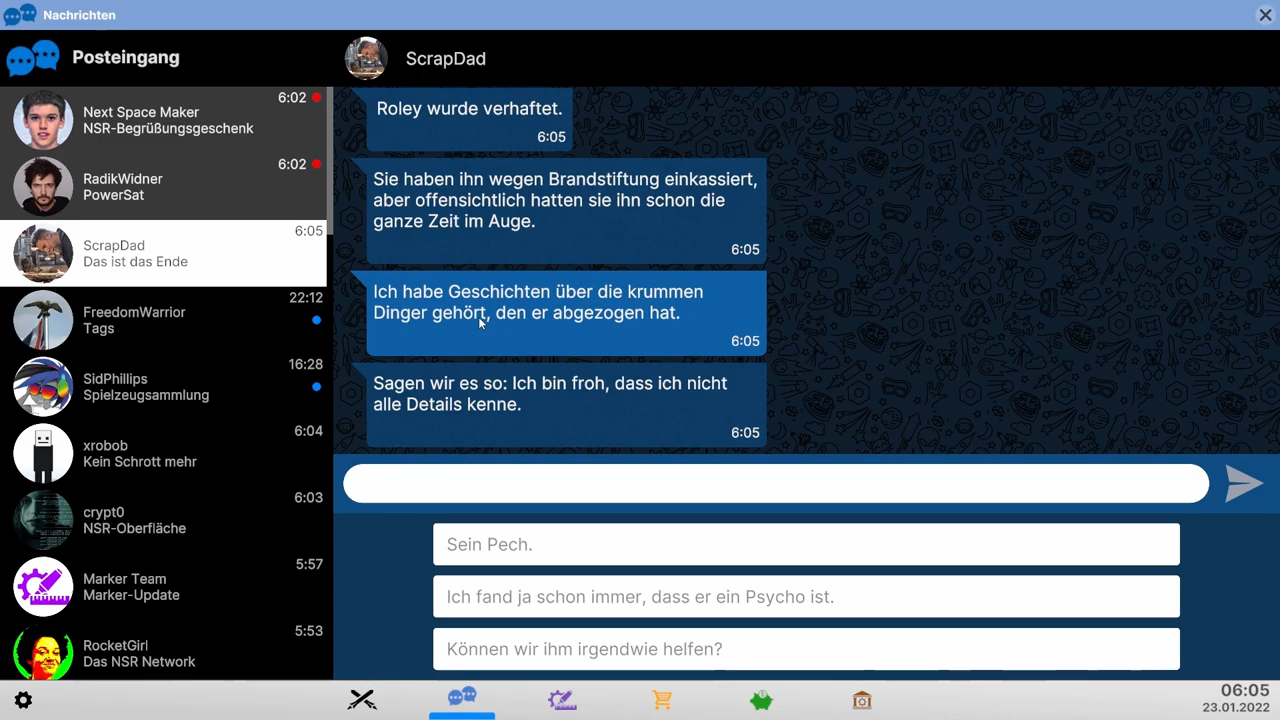 Nachrichten
Posteingang
ScrapDad
Next Space Maker
NSR-Begrüßungsgeschenk
6:02
RadikWidner
PowerSat
6:02
ScrapDad
Das ist das Ende
6:05
FreedomWarrior
Tags
22:12
SidPhillips
Spielzeugsammlung
16:28
xrobob
Kein Schrott mehr
6:04
crypt0
NSR-Oberfläche
6:03
Marker Team
Marker-Update
5:57
RocketGirl
Das NSR Network
5:53
Roley wurde verhaftet.
6:05
Sie haben ihn wegen Brandstiftung einkassiert,
aber offensichtlich hatten sie ihn schon die
ganze Zeit im Auge.
6:05
Ich habe Geschichten über die krummen
Dinger gehört, den er abgezogen hat.
6:05
Sagen wir es so: Ich bin froh, dass ich nicht
alle Details kenne.
6:05
Sein Pech.
Ich fand ja schon immer, dass er ein Psycho ist.
Können wir ihm irgendwie helfen?
06:05
23.01.2022